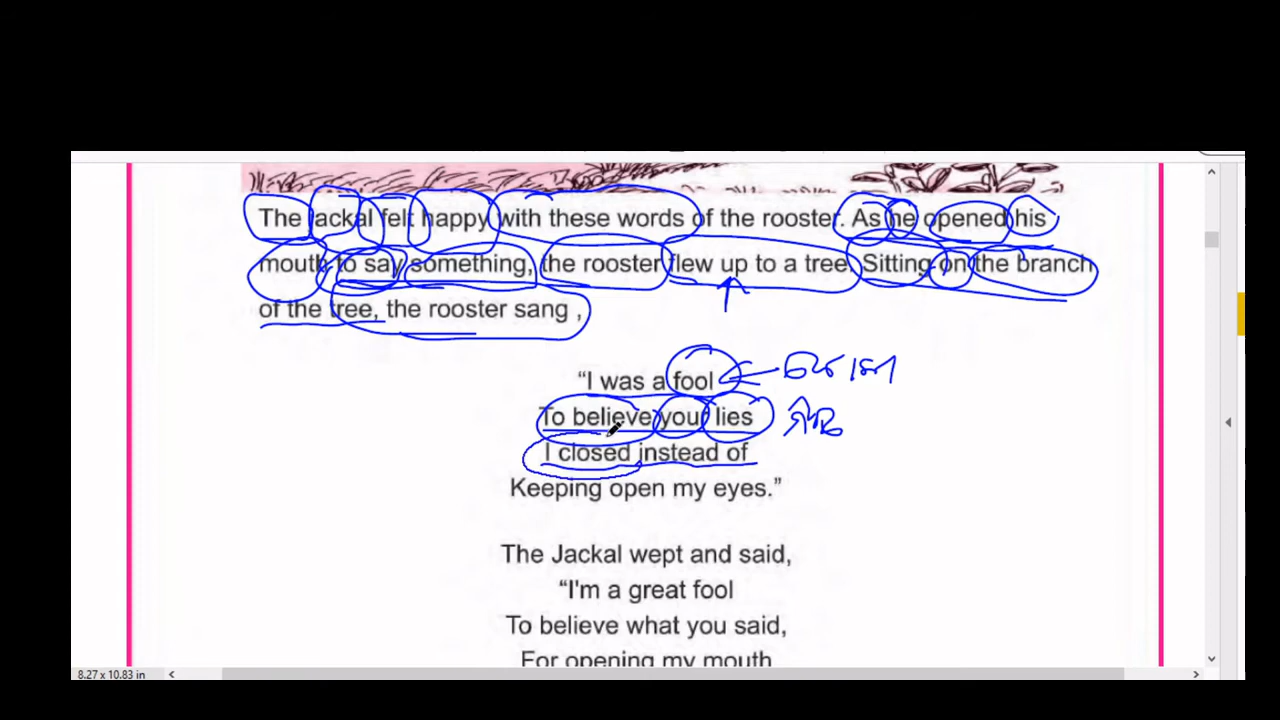 The Jackal felt happy with these words of the rooster. As he opened his
mouth to say something, the rooster flew up to a tree. Sitting on the branch
of the tree, the rooster sang ,
“I was a fool
To believe your lies
I closed instead of
Keeping open my eyes.”
The Jackal wept and said,
“I'm a great fool
To believe what you said,
For opening my mouth
8.27 x 10.83 in